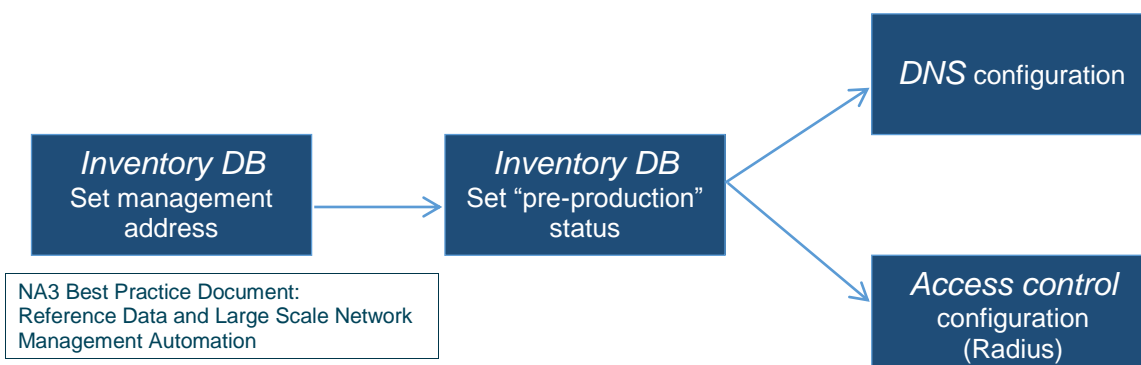 Inventory DB
Set management
address
Inventory DB
Set “pre-production”
status
DNS configuration
Access control
configuration
(Radius)
NA3 Best Practice Document:
Reference Data and Large Scale Network
Management Automation